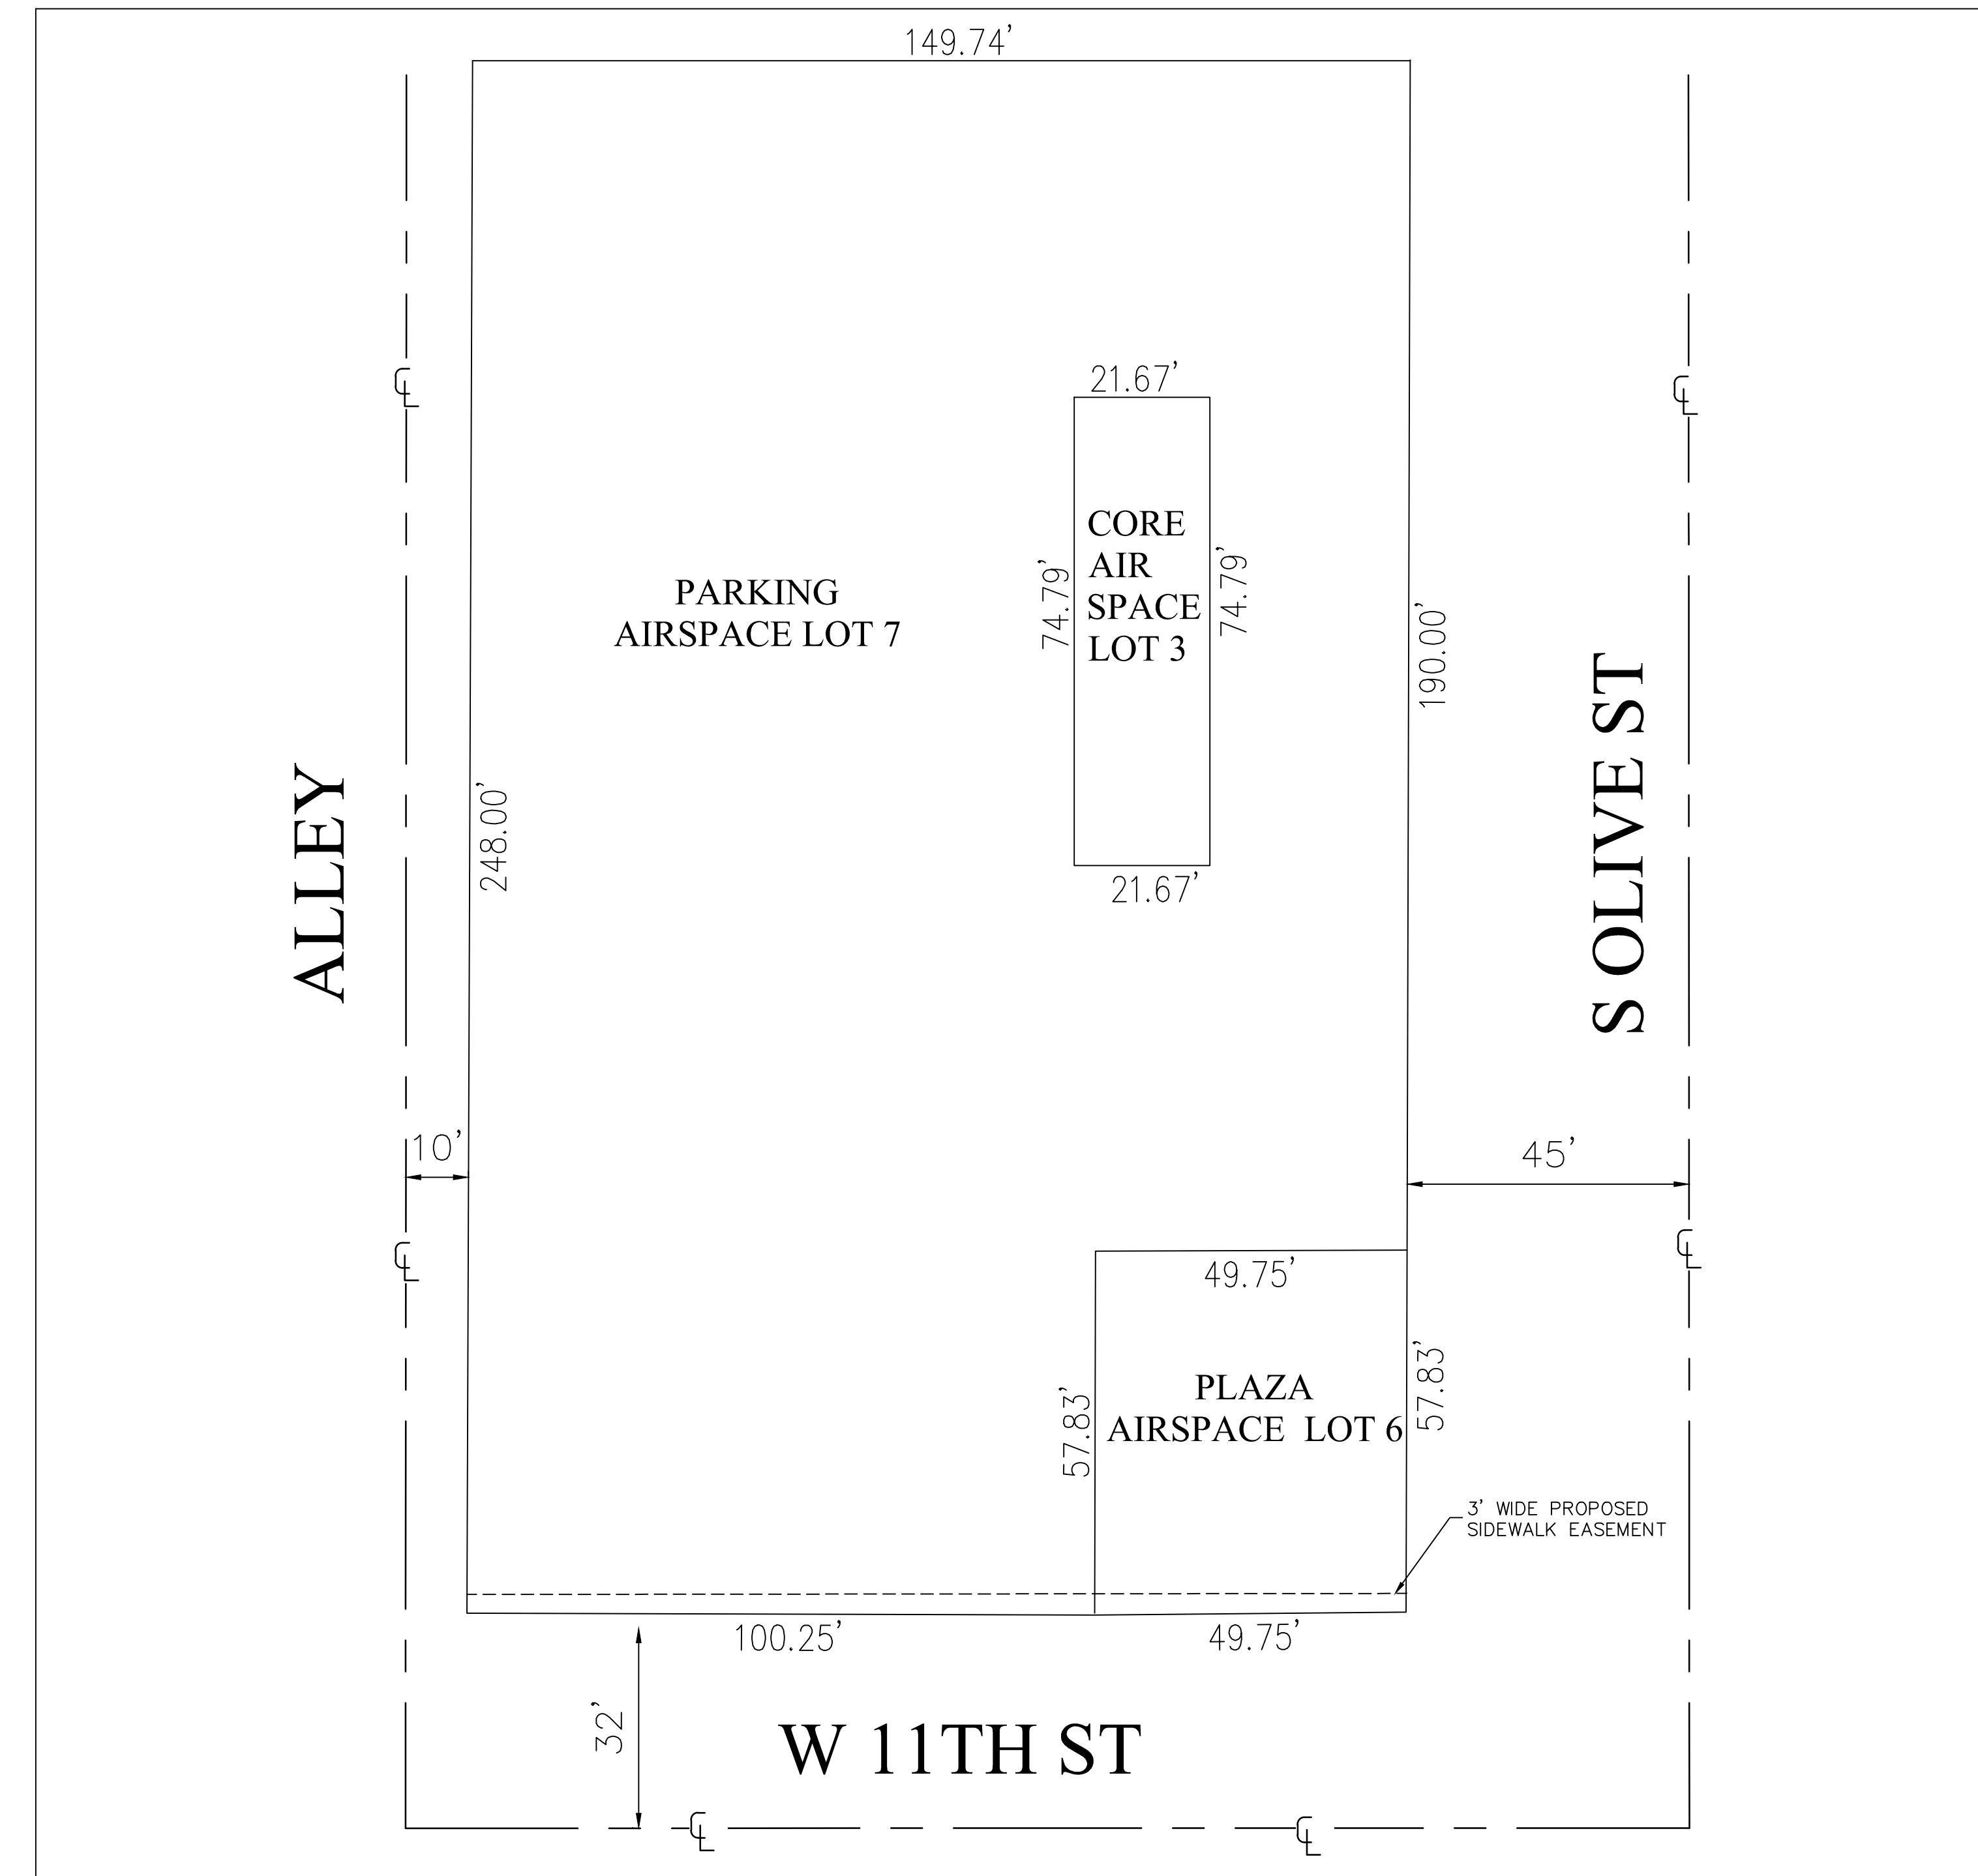 149.74'
21.67'
CORE
AIR
SPACE
LOT 3
74.79'
74.79'
PARKING
AIRSPACE LOT 7
190.00'
S OLIVE ST
ALLEY
248.00'
21.67'
10'
45'
49.75'
57.83'
PLAZA
AIRSPACE LOT 6
57.83'
3' WIDE PROPOSED
SIDEWALK EASEMENT
100.25'
49.75'
32'
W 11TH ST